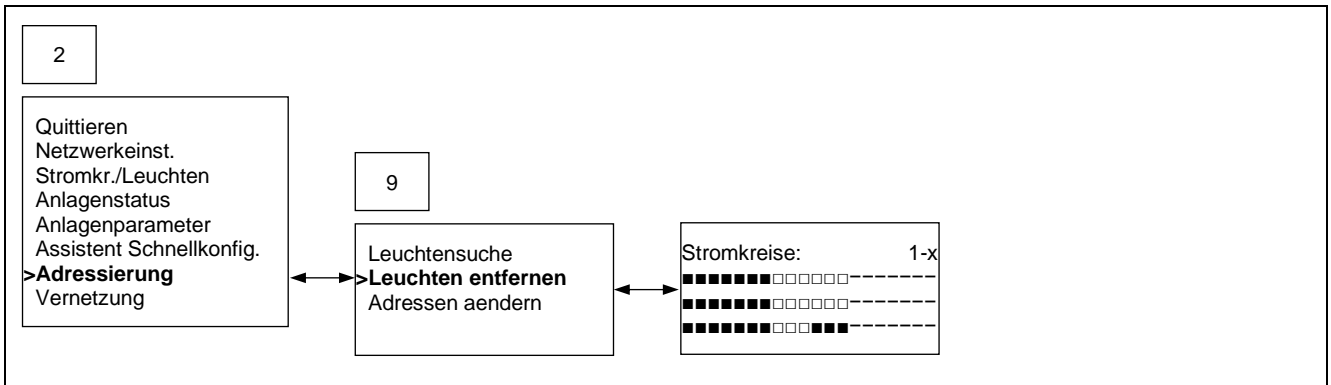 2
Quittieren
Netzwerkeinst.
Stromkr./Leuchten
Anlagenstatus
Anlagenparameter
Assistent Schnellkonfig.
>Adressierung
Vernetzung
9
Leuchtensuche
>Leuchten entfernen
Adressen aendern
Stromkreise: 1-x
■■■■■■■□□□□□□−−−−−−−
■■■■■■■□□□□□□−−−−−−−
■■■■■■■□□□■■■−−−−−−−